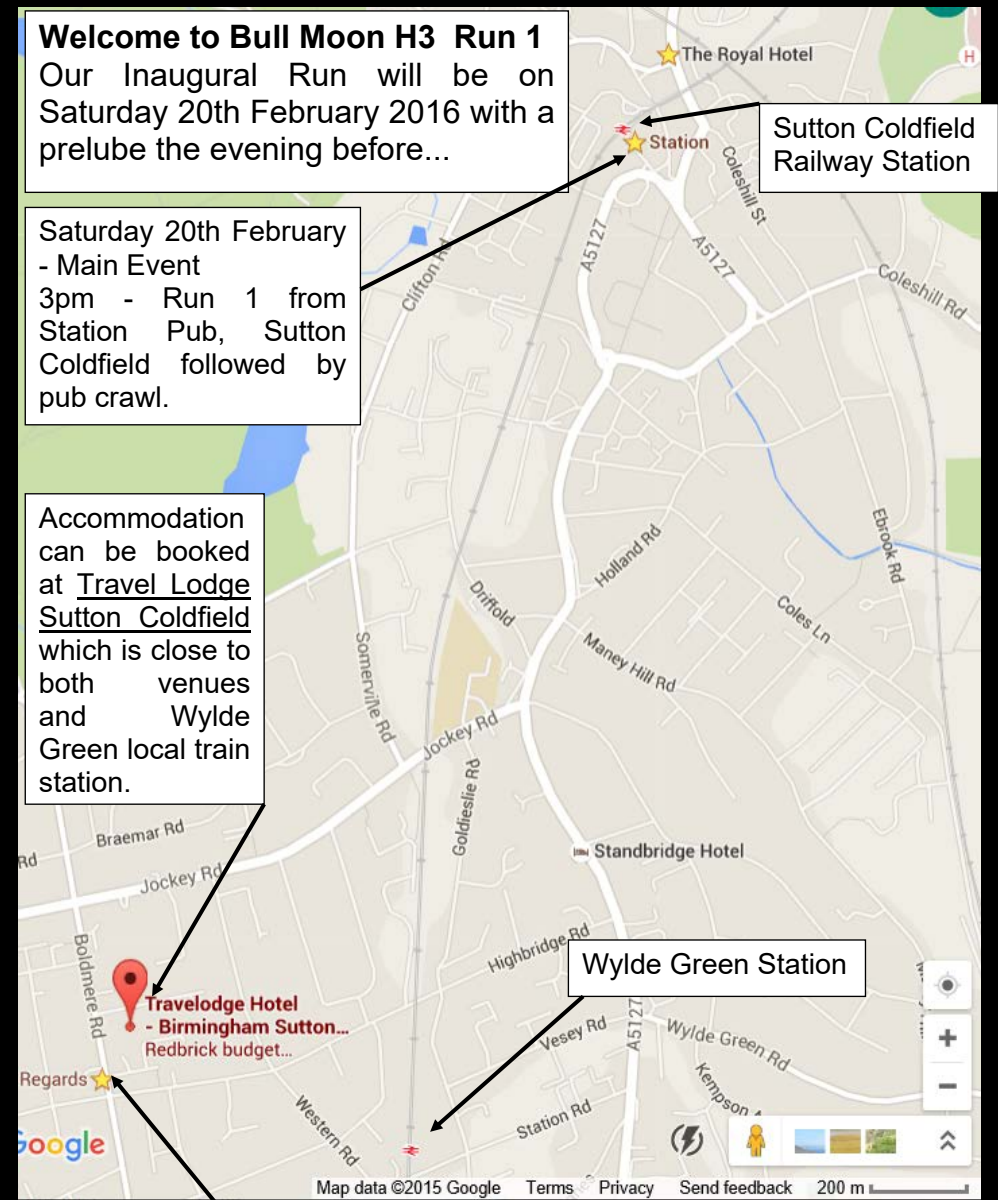 Welcome to Bull Moon H3 Run 1
Our Inaugural Run will be on
Saturday 20th February 2016 with a
prelube the evening before...
The Royal Hotel
H
Sutton Coldfield
Railway Station
Station
Coleshill St
A5127
A5127
Clifton Rd
Coleshill Rd
Saturday 20th February
- Main Event
3pm - Run 1 from
Station Pub, Sutton
Coldfield followed by
pub crawl.
Accommodation
can be booked
at Travel Lodge
Sutton Coldfield
which is close to
both venues
and Wylde
Green local train
station.
Holland Rd
Ebrook Rd
Driffold
Coles Ln
Maney Hill Rd
Somerville Rd
Jockey Rd
Goldieslie Rd
Braemar Rd
Rd
Jockey Rd
Standbridge Hotel
Boldmere Rd
Highbridge Rd
Wylde Green Station
Travelodge Hotel
- Birmingham Sutton...
Redbrick budget...
Vesey Rd
A5127
Wylde Green Rd
Regards
Kempson
Western Rd
Station Rd
Google
Map data ©2015 Google Terms Privacy Send feedback 200 m